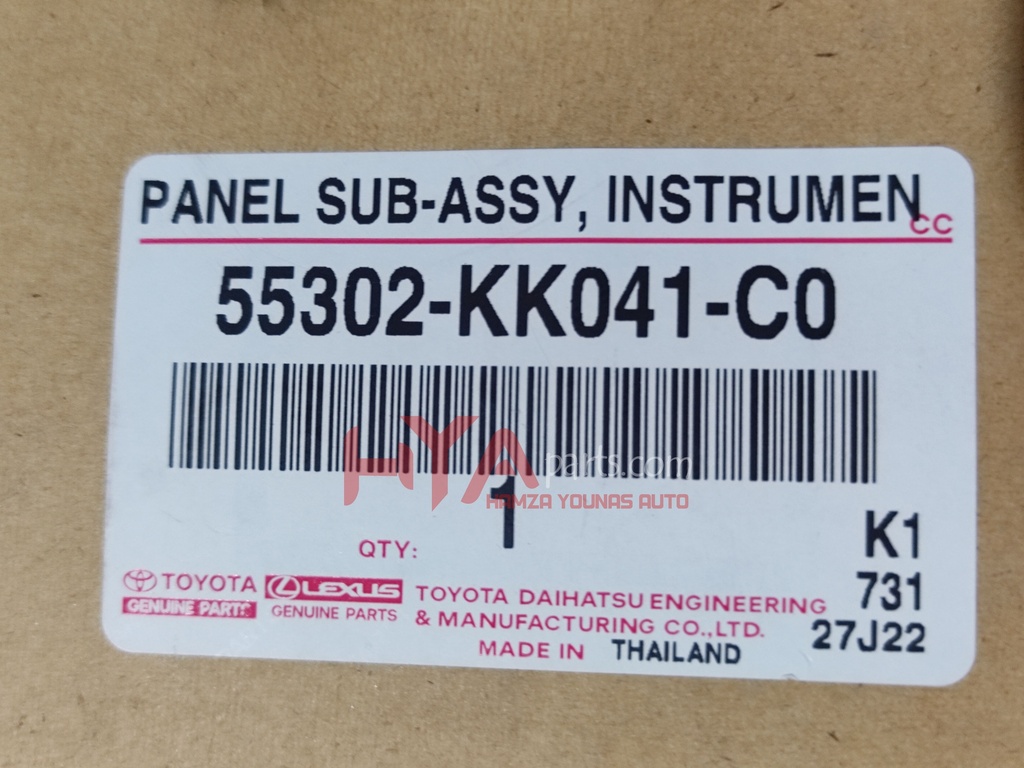 PANEL SUB-ASSY, INSTRUMEN
CC
55302-KK041-C0
HYA parts.com
HAMZA YOUNAS AUTO
QTY: 1
K1
731
27J22
TOYOTA
GENUINE PARTS
LEXUS
GENUINE PARTS
TOYOTA DAIHATSU ENGINEERING
& MANUFACTURING CO.,LTD.
MADE IN THAILAND